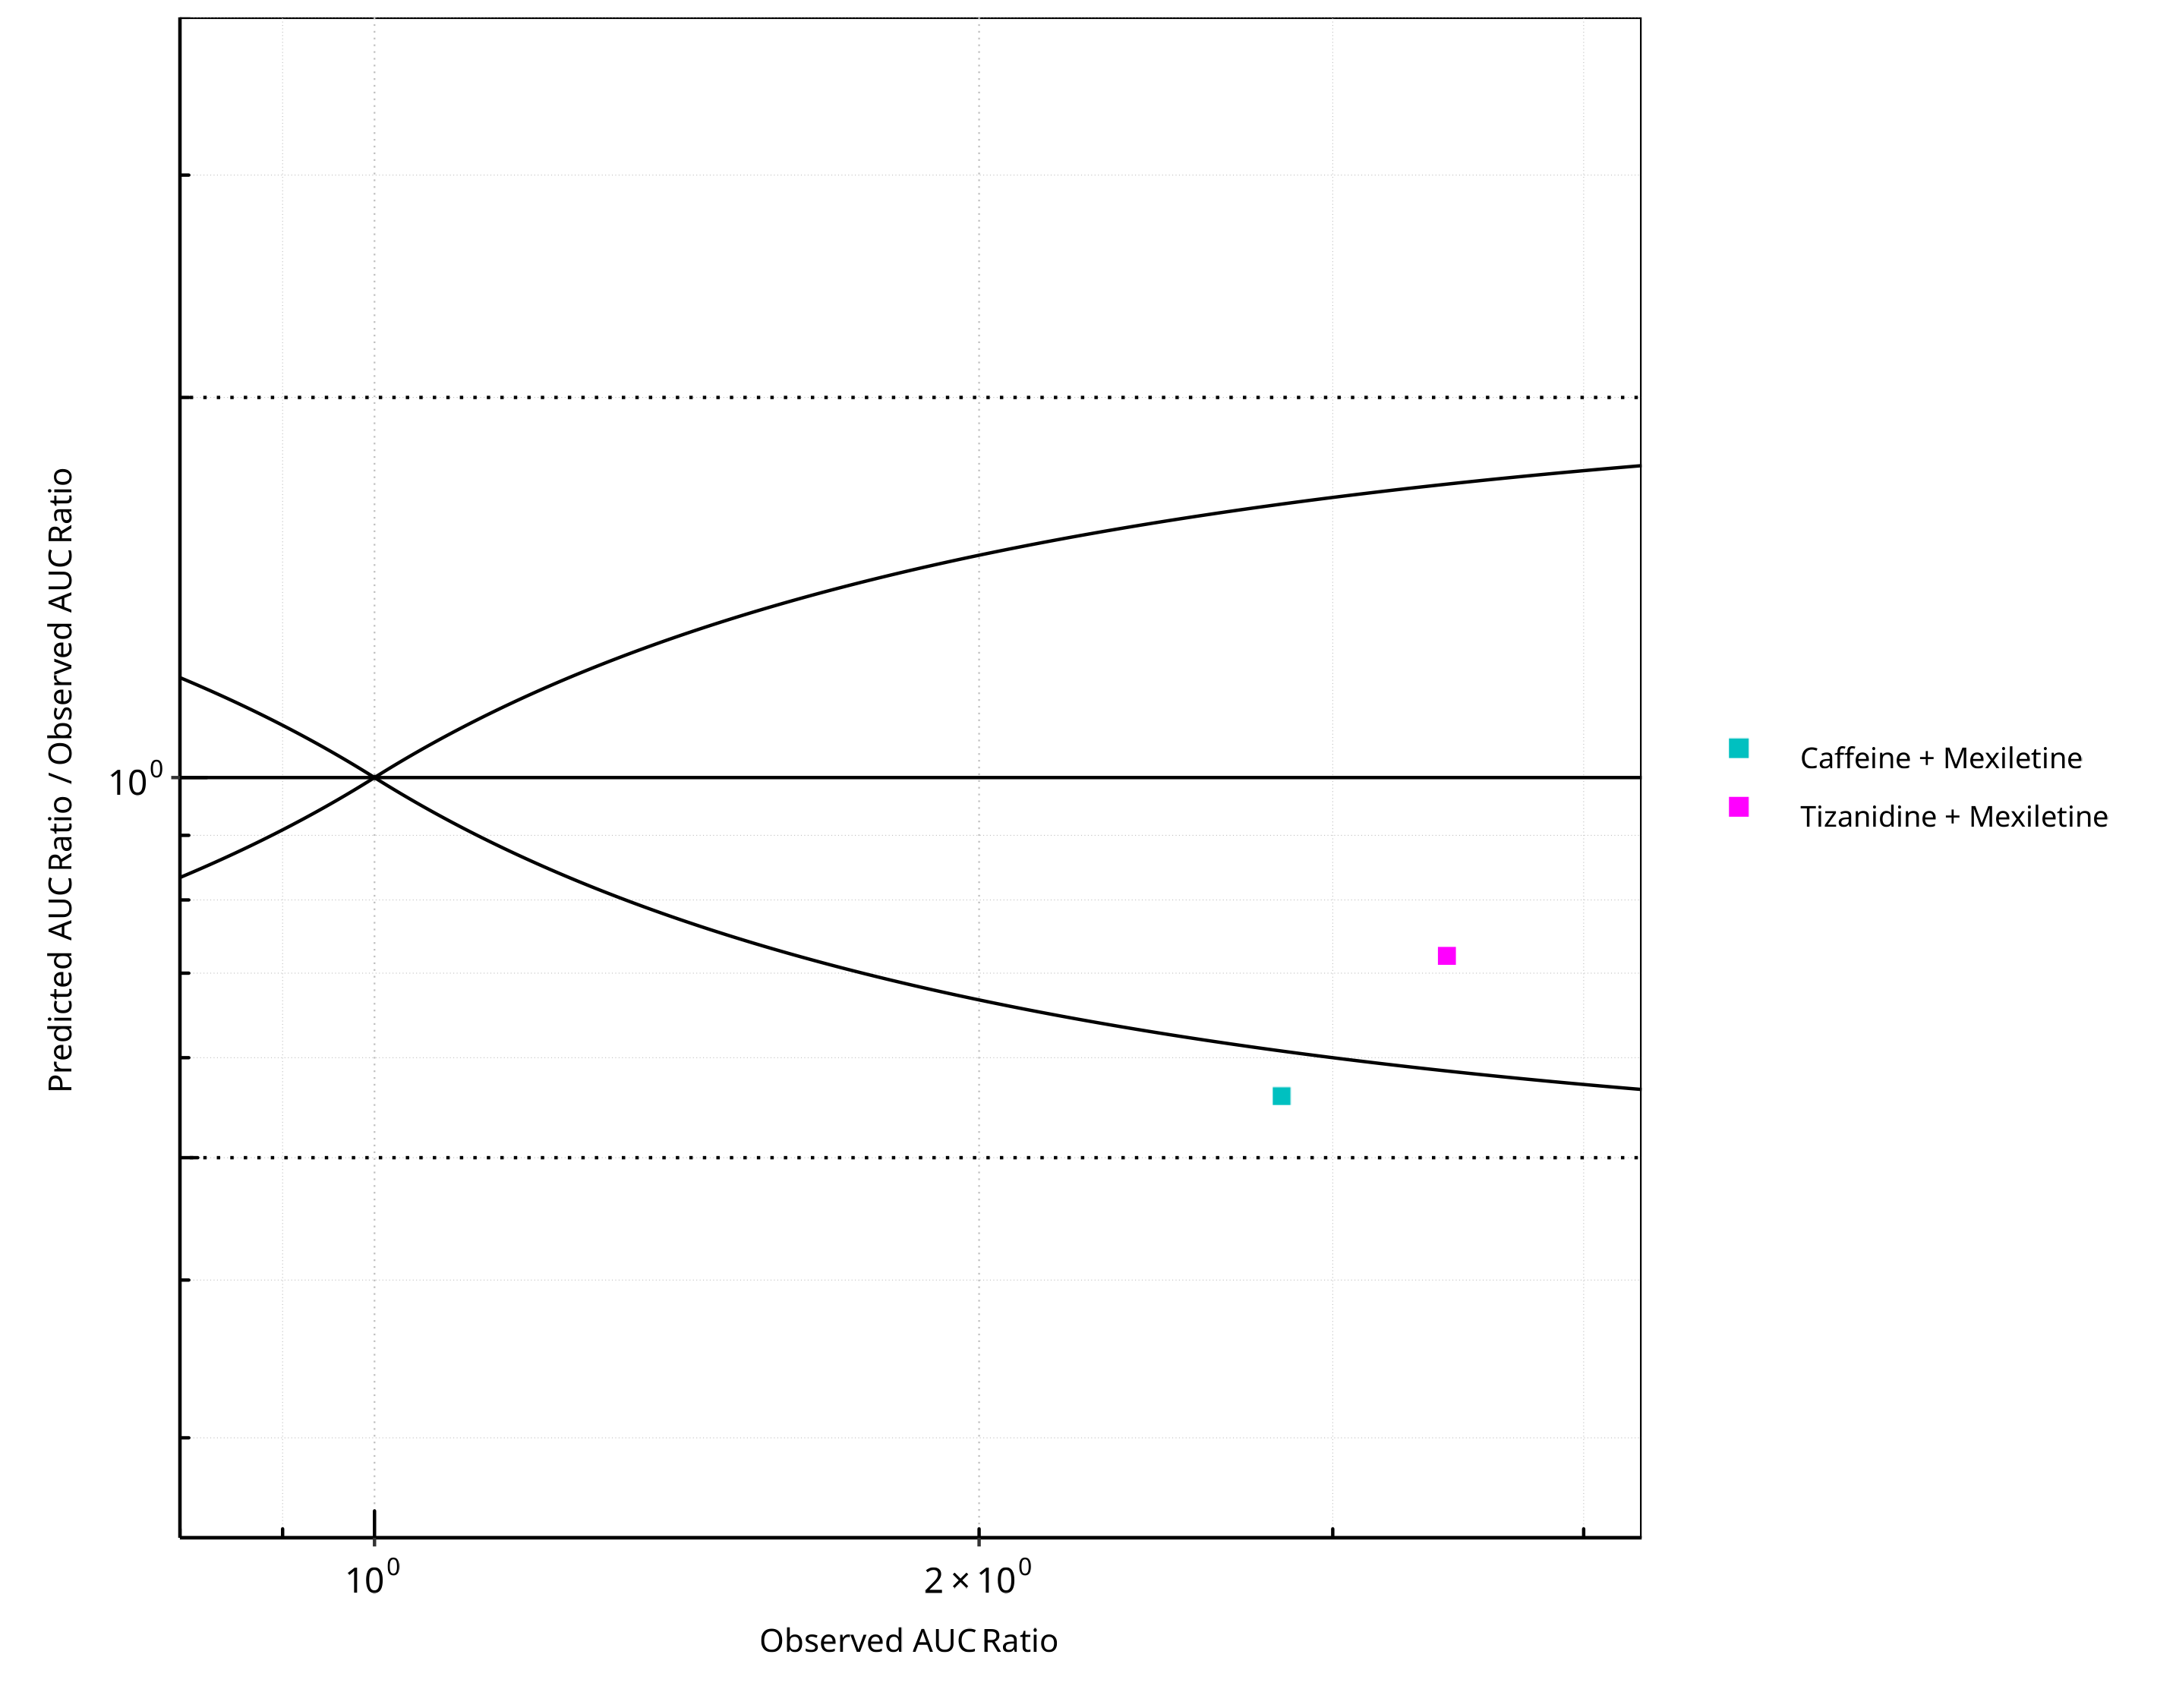 Predicted AUC Ratio / Observed AUC Ratio
10⁰
10⁰
2 × 10⁰
Observed AUC Ratio
Caffeine + Mexiletine
Tizanidine + Mexiletine